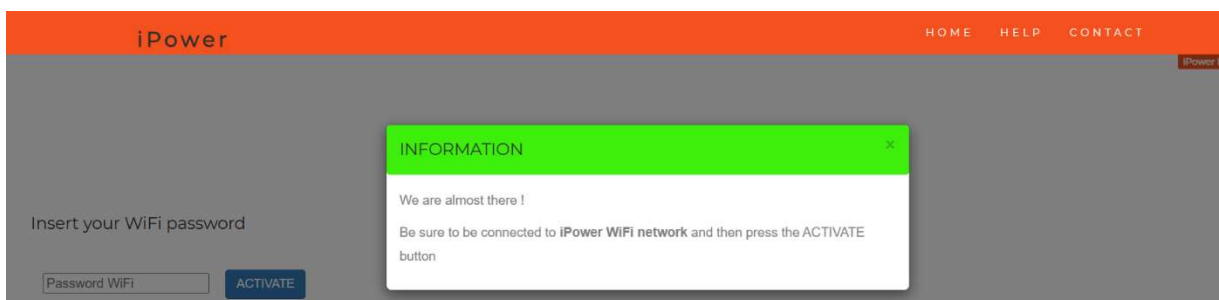 iPower
HOME HELP CONTACT
iPower
INFORMATION
×
We are almost there !
Be sure to be connected to iPower WiFi network and then press the ACTIVATE
button
Insert your WiFi password
Password WiFi
ACTIVATE